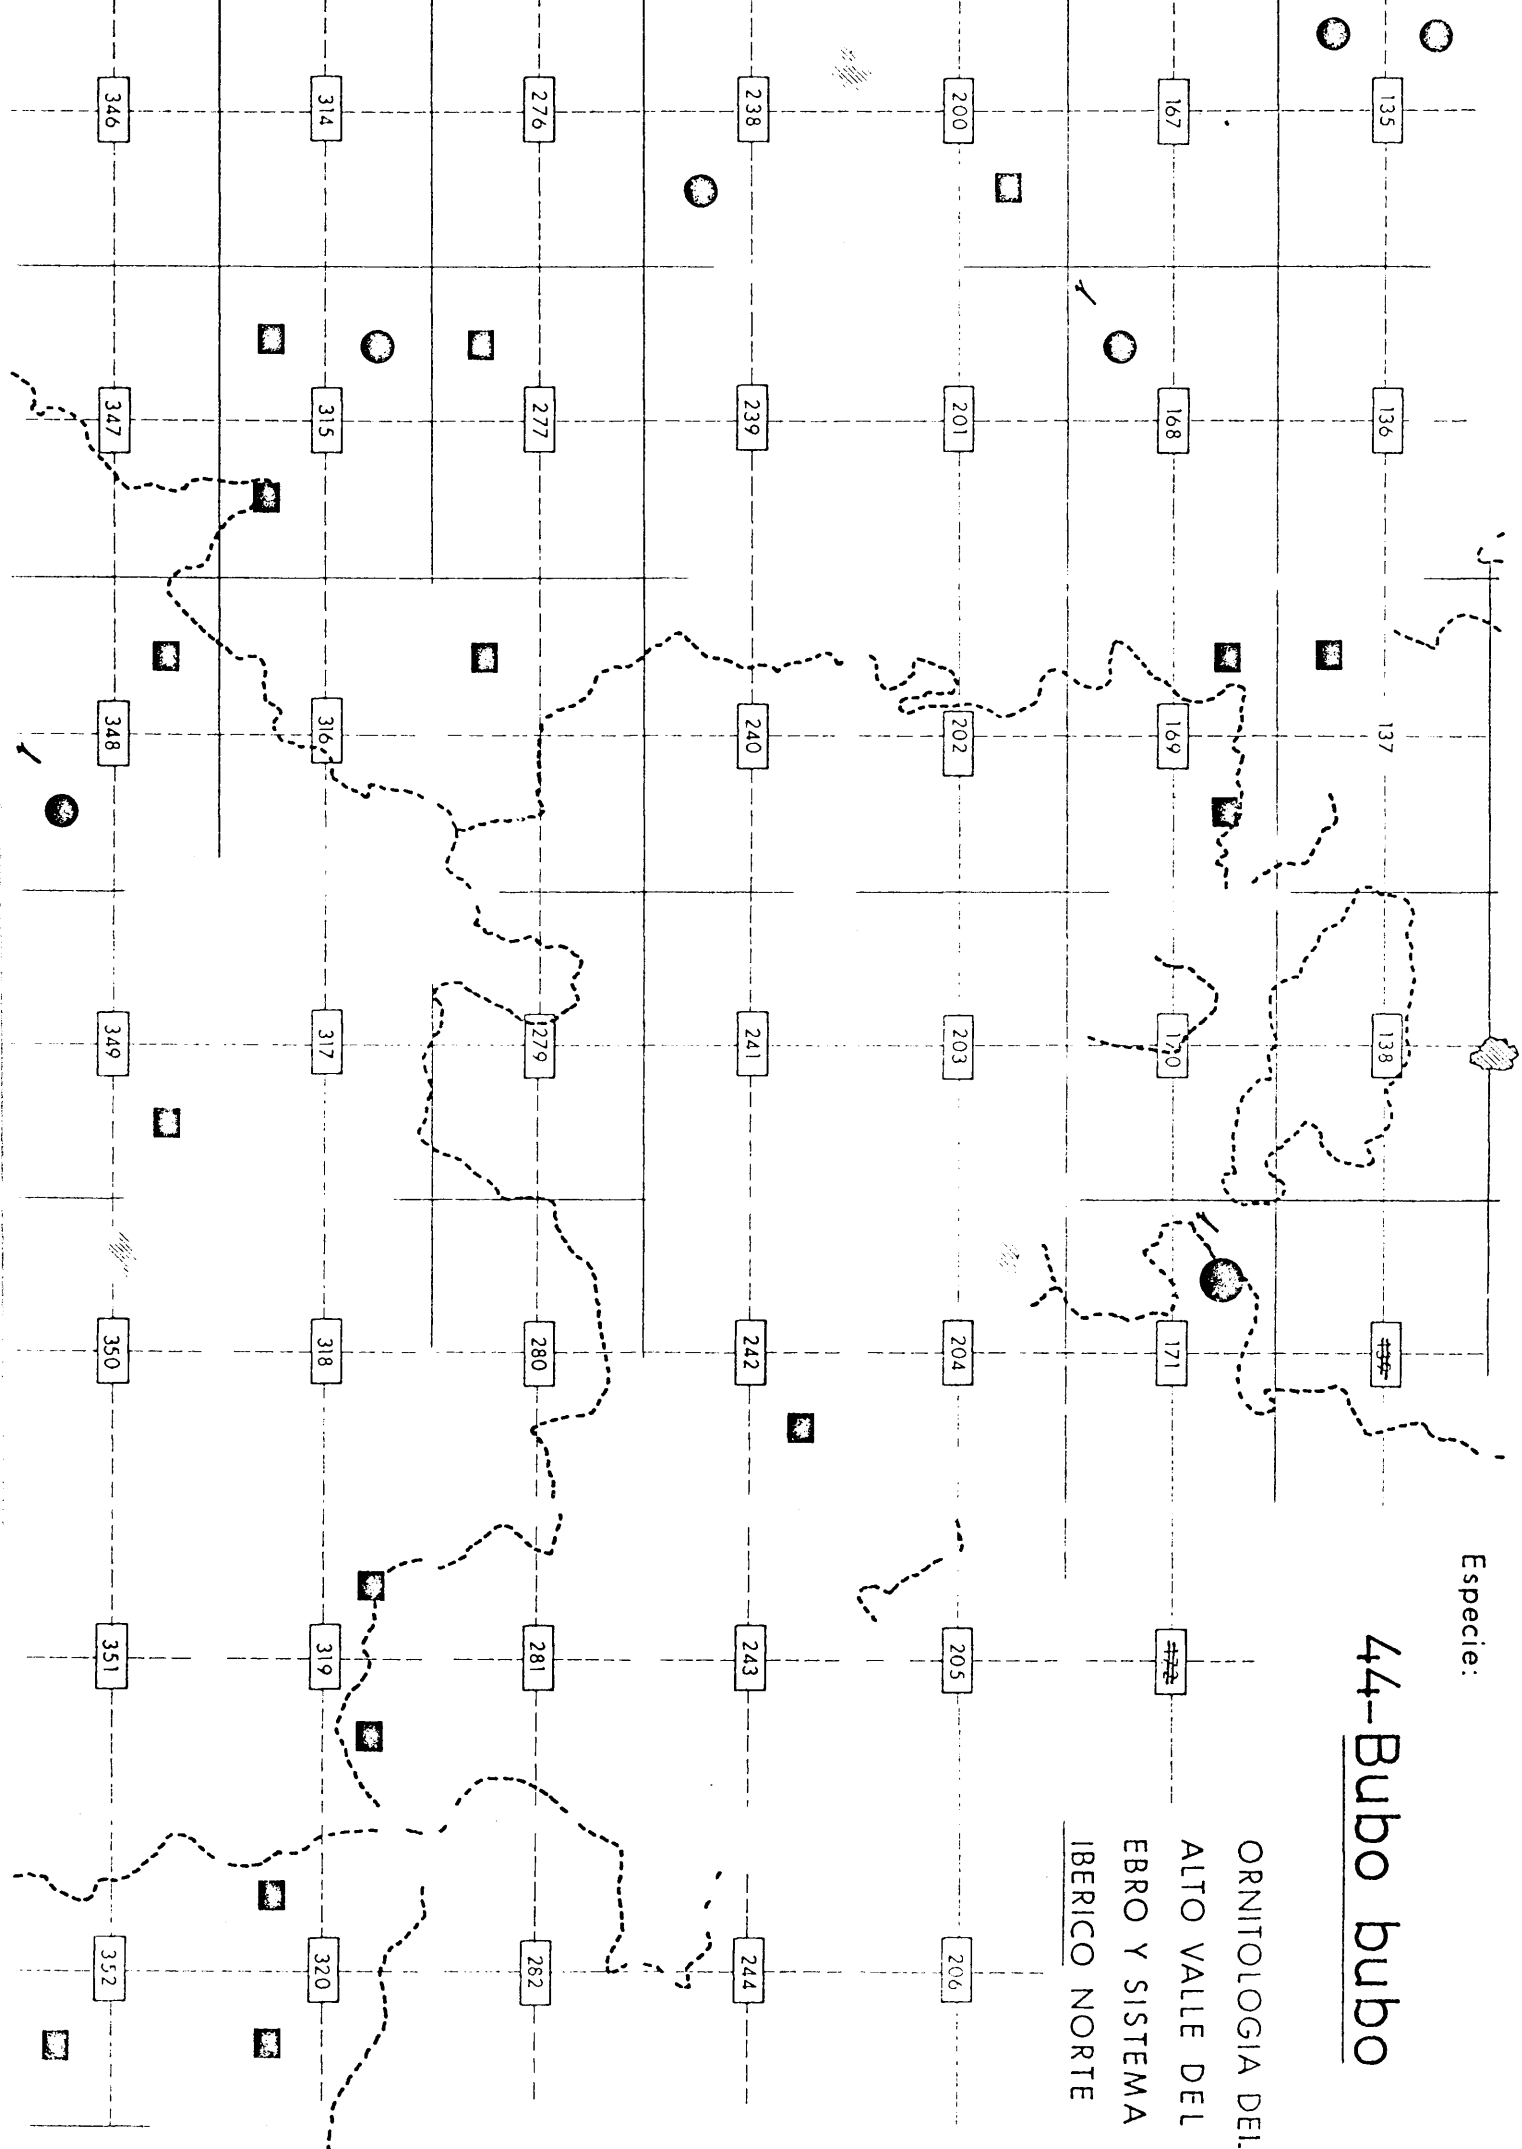 Especie:
44-Bubo bubo
ORNITOLOGIA DEL
ALTO VALLE DEL
EBRO Y SISTEMA
IBERICO NORTE
135 136 137 138 139
167 168 169 170 171 172
200 201 202 203 204 205 206
238 239 240 241 242 243 244
276 277 279 280 281 282
314 315 316 317 318 319 320
346 347 348 349 350 351 352